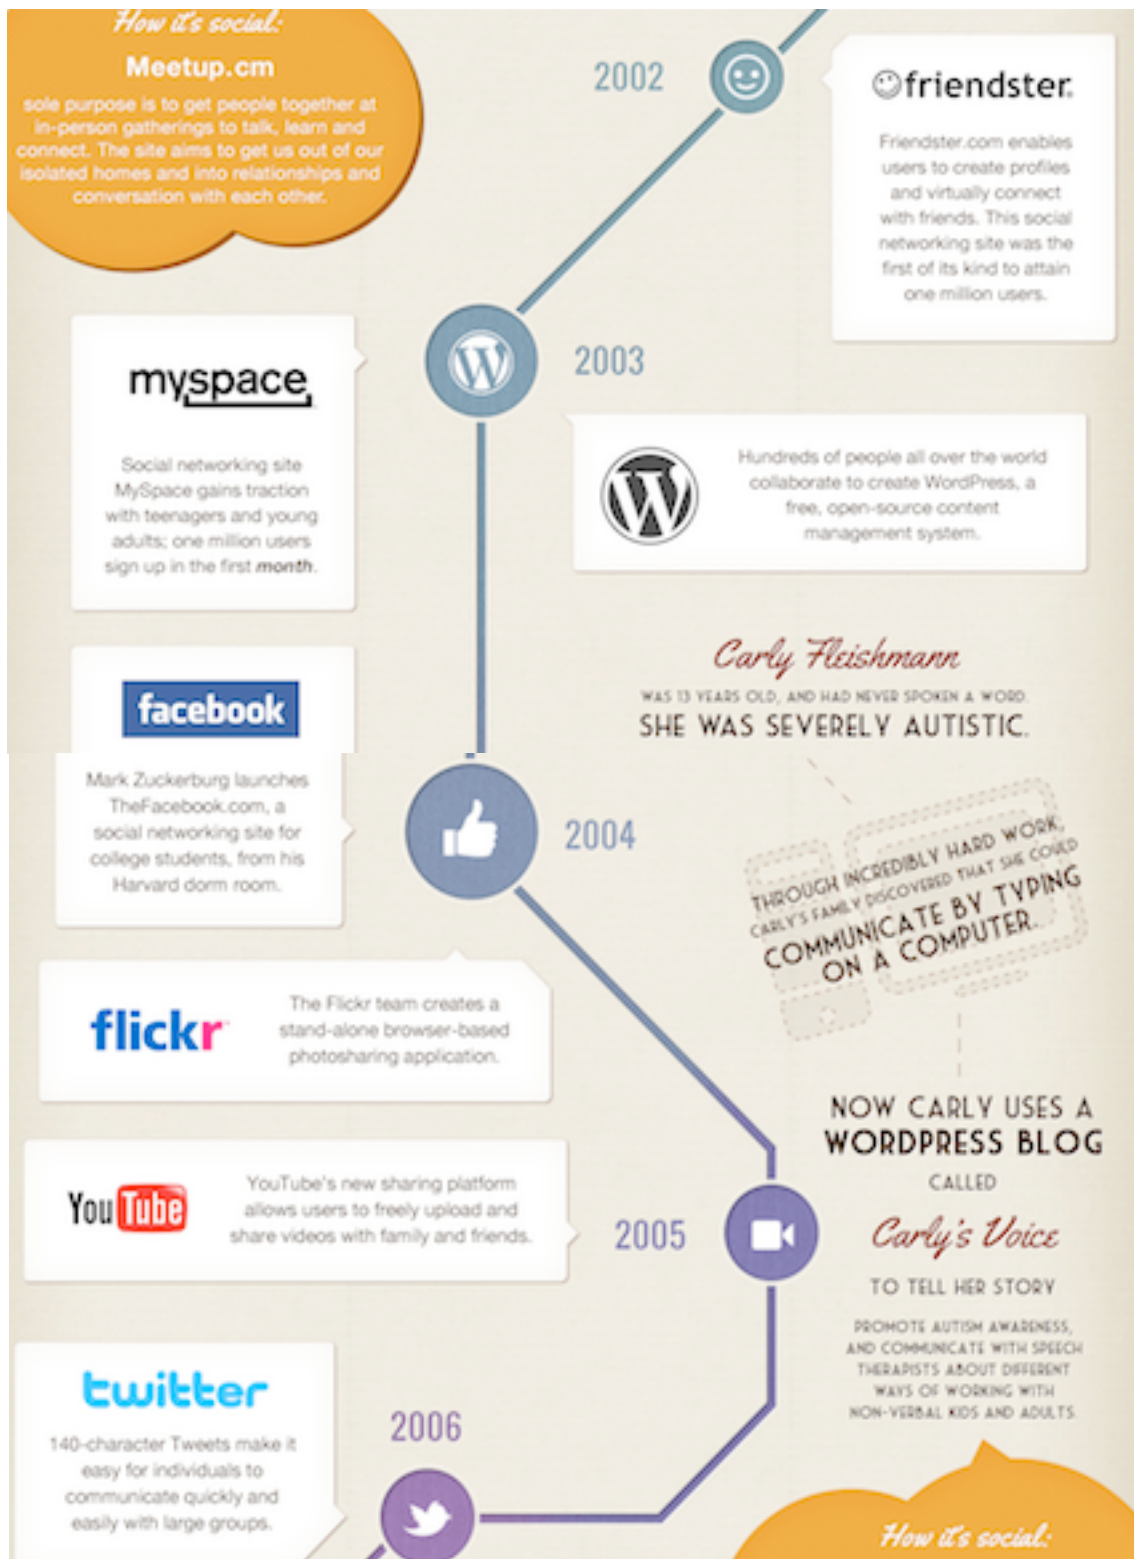 How it's social:
Meetup.cm
sole purpose is to get people together at
in-person gatherings to talk, learn and
connect. The site aims to get us out of our
isolated homes and into relationships and
conversation with each other.
2002
friendster
Friendster.com enables
users to create profiles
and virtually connect
with friends. This social
networking site was the
first of its kind to attain
one million users.
2003
myspace
Social networking site
MySpace gains traction
with teenagers and young
adults; one million users
sign up in the first month.
Hundreds of people all over the world
collaborate to create WordPress, a
free, open-source content
management system.
Carly Fleishmann
WAS 13 YEARS OLD, AND HAD NEVER SPOKEN A WORD.
SHE WAS SEVERELY AUTISTIC.
facebook
Mark Zuckerburg launches
TheFacebook.com, a
social networking site for
college students, from his
Harvard dorm room.
2004
THROUGH INCREDIBLY HARD WORK,
CARLY'S FAMILY DISCOVERED THAT SHE COULD
COMMUNICATE BY TYPING
ON A COMPUTER.
flickr
The Flickr team creates a
stand-alone browser-based
photosharing application.
NOW CARLY USES A
WORDPRESS BLOG
CALLED
Carly's Voice
TO TELL HER STORY
PROMOTE AUTISM AWARENESS,
AND COMMUNICATE WITH SPEECH
THERAPISTS ABOUT DIFFERENT
WAYS OF WORKING WITH
NON-VERBAL KIDS AND ADULTS.
YouTube
YouTube's new sharing platform
allows users to freely upload and
share videos with family and friends.
2005
twitter
140-character Tweets make it
easy for individuals to
communicate quickly and
easily with large groups.
2006
How it's social: